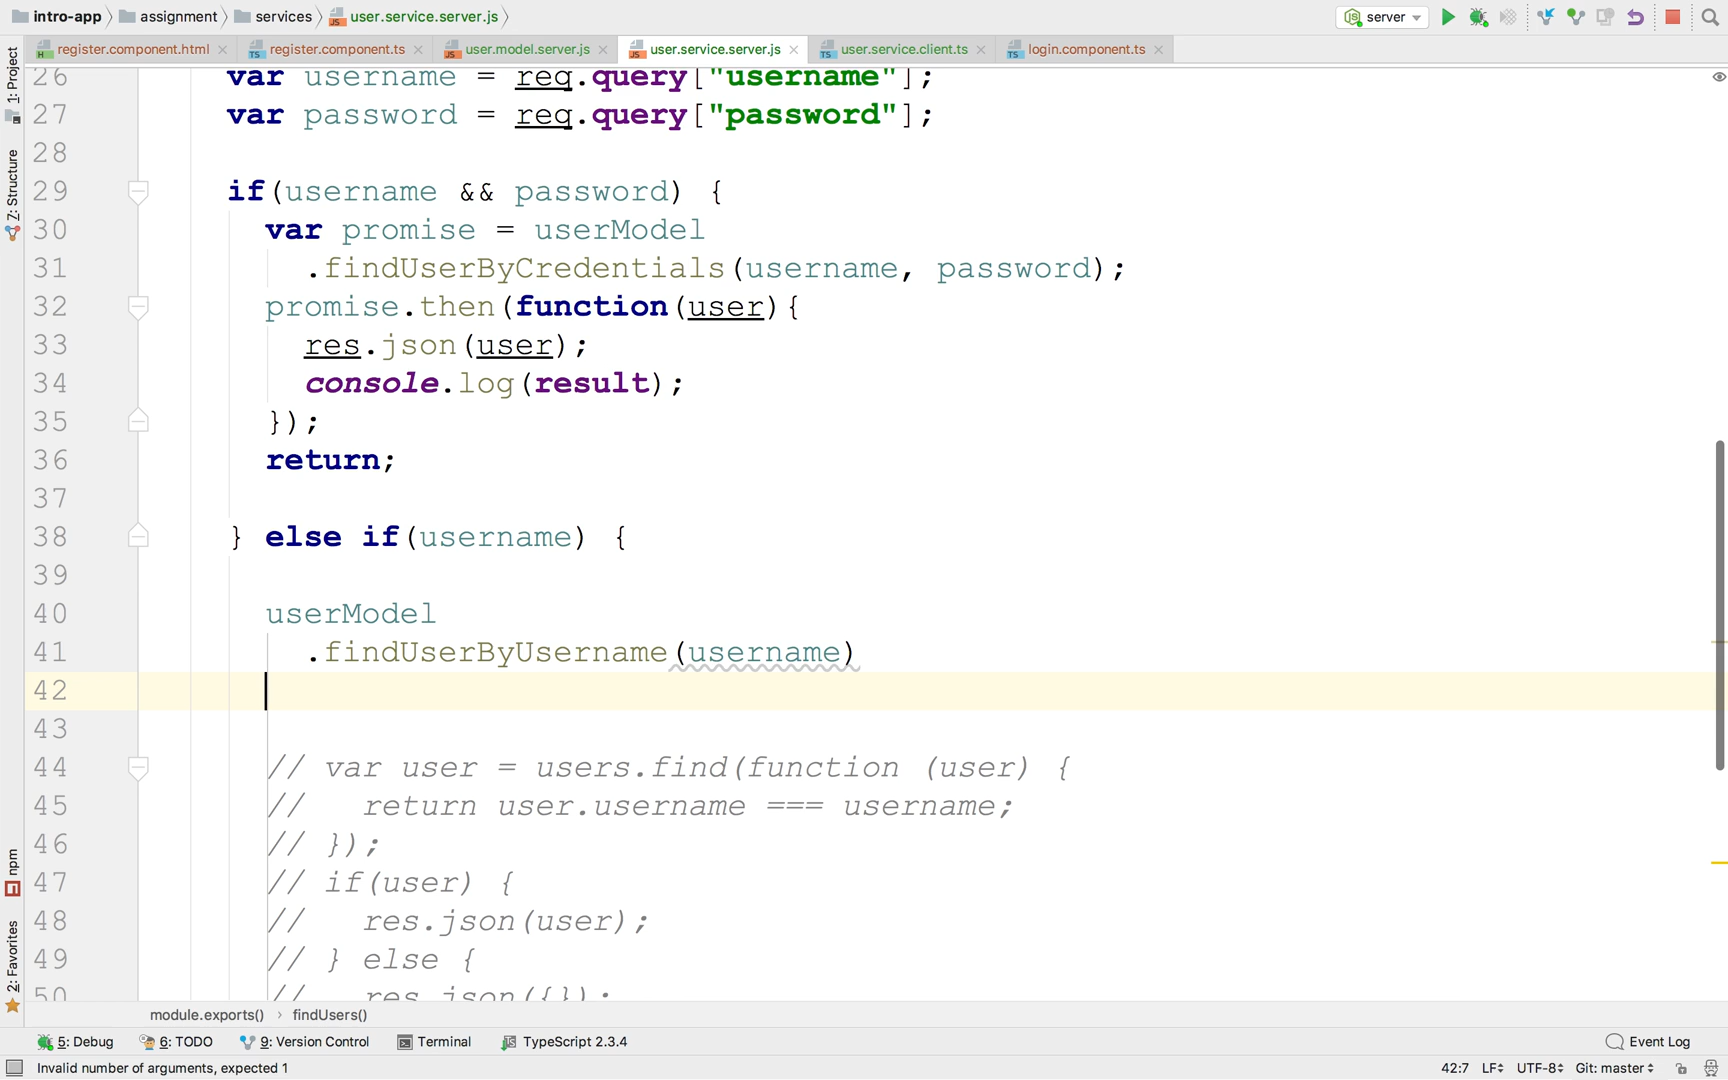 intro-app assignment services user.service.server.js server
register.component.html register.component.ts user.model.server.js user.service.server.js user.service.client.ts login.component.ts
1: Project
7: Structure
npm
2: Favorites
26 var username = req.query["username"];
27 var password = req.query["password"];
28
29 if(username && password) {
30 var promise = userModel
31 .findUserByCredentials(username, password);
32 promise.then(function(user){
33 res.json(user);
34 console.log(result);
35 });
36 return;
37
38 } else if(username) {
39
40 userModel
41 .findUserByUsername(username)
42
43
44 // var user = users.find(function (user) {
45 // return user.username === username;
46 // });
47 // if(user) {
48 // res.json(user);
49 // } else {
50 // res.json({});
module.exports() findUsers()
5: Debug 6: TODO 9: Version Control Terminal TypeScript 2.3.4 Event Log
Invalid number of arguments, expected 1 42:7 LF UTF-8 Git: master